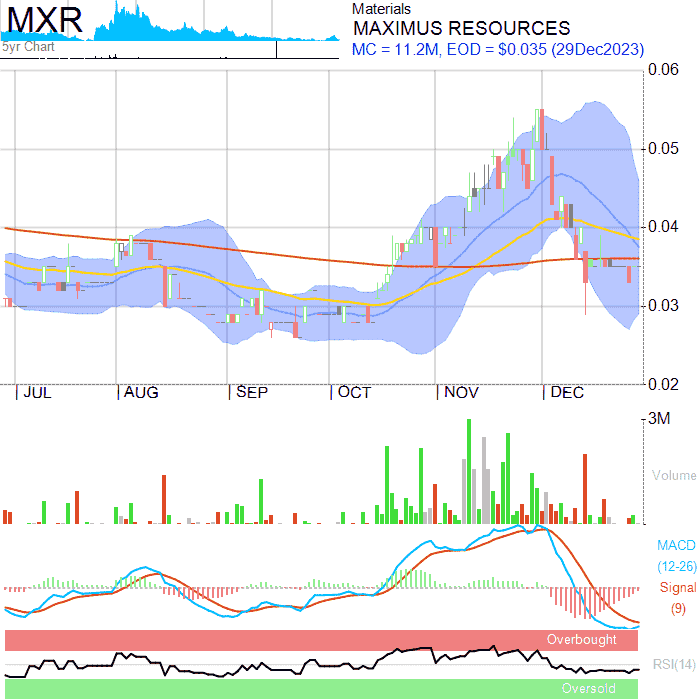 MXR
5yr Chart
Materials
MAXIMUS RESOURCES
MC = 11.2M, EOD = $0.035 (29Dec2023)
0.06
0.05
0.04
0.03
0.02
JUL AUG SEP OCT NOV DEC
3M
Volume
MACD
(12-26)
Signal
(9)
Overbought
RSI(14)
Oversold